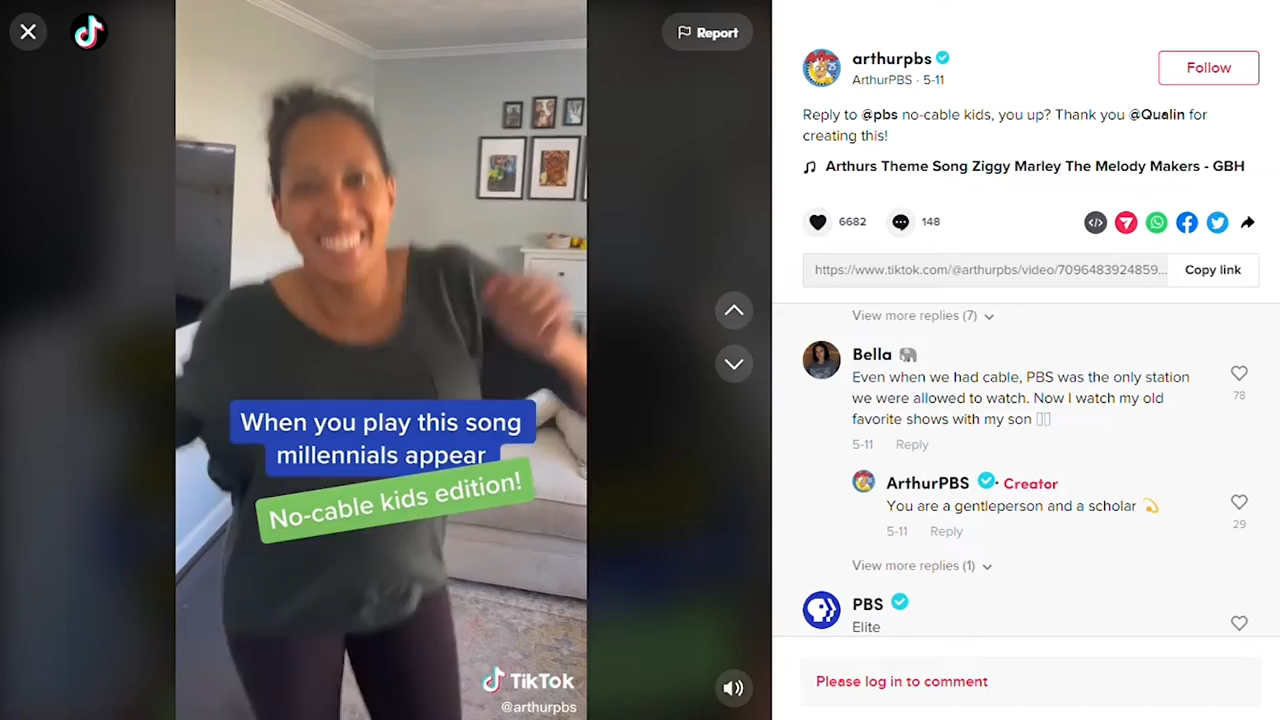 Report
When you play this song
millennials appear
No-cable kids edition!
TikTok
@arthurpbs
arthurpbs
ArthurPBS · 5-11
Follow
Reply to @pbs no-cable kids, you up? Thank you @Qualin for
creating this!
Arthurs Theme Song Ziggy Marley The Melody Makers - GBH
6682
148
https://www.tiktok.com/@arthurpbs/video/7096483924859...
Copy link
View more replies (7)
Bella
Even when we had cable, PBS was the only station
we were allowed to watch. Now I watch my old
favorite shows with my son
78
5-11 Reply
ArthurPBS · Creator
You are a gentleperson and a scholar
29
5-11 Reply
View more replies (1)
PBS
Elite
Please log in to comment